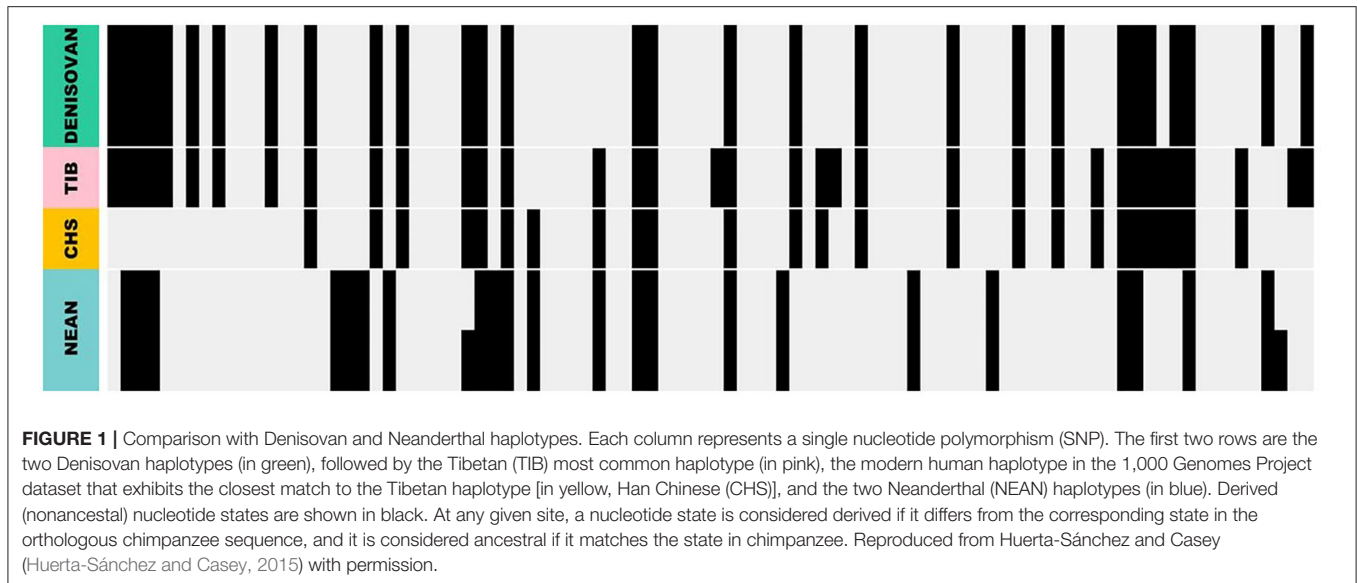 DENISOVAN
TIB
CHS
NEAN
FIGURE 1 | Comparison with Denisovan and Neanderthal haplotypes. Each column represents a single nucleotide polymorphism (SNP). The first two rows are the
two Denisovan haplotypes (in green), followed by the Tibetan (TIB) most common haplotype (in pink), the modern human haplotype in the 1,000 Genomes Project
dataset that exhibits the closest match to the Tibetan haplotype [in yellow, Han Chinese (CHS)], and the two Neanderthal (NEAN) haplotypes (in blue). Derived
(nonancestal) nucleotide states are shown in black. At any given site, a nucleotide state is considered derived if it differs from the corresponding state in the
orthologous chimpanzee sequence, and it is considered ancestral if it matches the state in chimpanzee. Reproduced from Huerta-Sánchez and Casey
(Huerta-Sánchez and Casey, 2015) with permission.